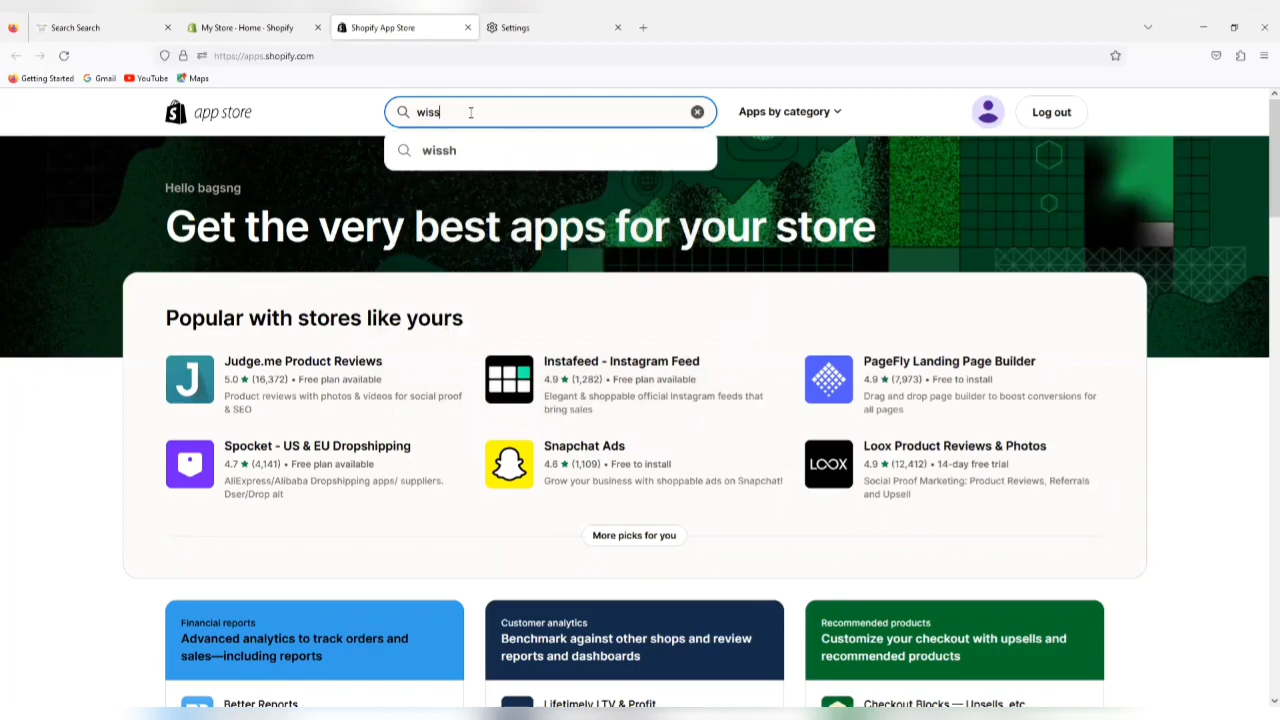 Search Search
My Store · Home · Shopify
Shopify App Store
Settings
https://apps.shopify.com
Getting Started
Gmail
YouTube
Maps
app store
wiss
Apps by category
Log out
wissh
Hello bagsng
Get the very best apps for your store
Popular with stores like yours
Judge.me Product Reviews
5.0 ★ (16,372) • Free plan available
Product reviews with photos & videos for social proof
& SEO
Instafeed - Instagram Feed
4.9 ★ (1,282) • Free plan available
Elegant & shoppable official Instagram feeds that
bring sales
PageFly Landing Page Builder
4.9 ★ (7,973) • Free to install
Drag and drop page builder to boost conversions for
all pages
Spocket - US & EU Dropshipping
4.7 ★ (4,141) • Free plan available
AliExpress/Alibaba Dropshipping apps/ suppliers.
Dser/Drop alt
Snapchat Ads
4.6 ★ (1,109) • Free to install
Grow your business with shoppable ads on Snapchat!
LOOX
Loox Product Reviews & Photos
4.9 ★ (12,412) • 14-day free trial
Social Proof Marketing: Product Reviews, Referrals
and Upsell
More picks for you
Financial reports
Advanced analytics to track orders and
sales—including reports
Customer analytics
Benchmark against other shops and review
reports and dashboards
Recommended products
Customize your checkout with upsells and
recommended products
Better Reports
Lifetimely LTV & Profit
Checkout Blocks — Upsells, etc